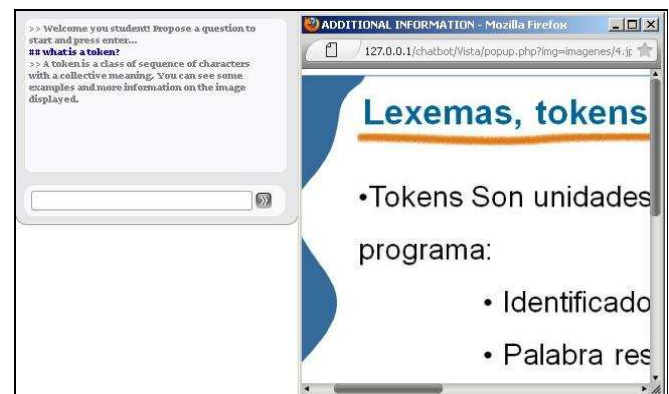 >> Welcome you student! Propose a question to
start and press enter...
## what is a token?
>> A token is a class of sequence of characters
with a collective meaning. You can see some
examples and more information on the image
displayed.
ADDITIONAL INFORMATION - Mozilla Firefox
127.0.0.1/chatbot/Vista/popup.php?img=imagenes/4.jp
Lexemas, tokens
•Tokens Son unidades
programa:
• Identificado
• Palabra res